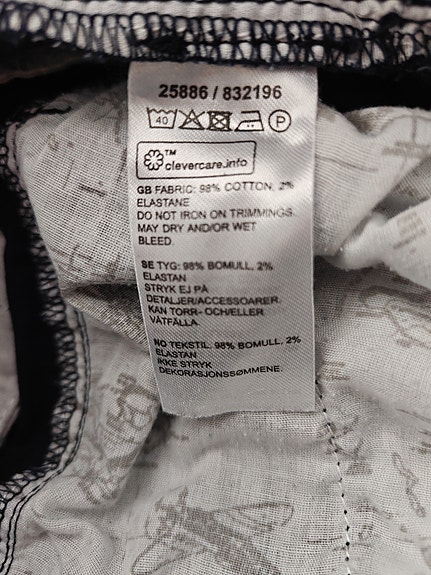 25886 / 832196
40 P
TM
clevercare.info
GB FABRIC: 98% COTTON, 2%
ELASTANE
DO NOT IRON ON TRIMMINGS.
MAY DRY AND/OR WET
BLEED.
SE TYG: 98% BOMULL, 2%
ELASTAN
STRYK EJ PÅ
DETALJER/ACCESSOARER.
KAN TORR- OCH/ELLER
VÅTFÄLLA.
NO TEKSTIL: 98% BOMULL, 2%
ELASTAN
IKKE STRYK
DEKORASJONSSØMMENE.